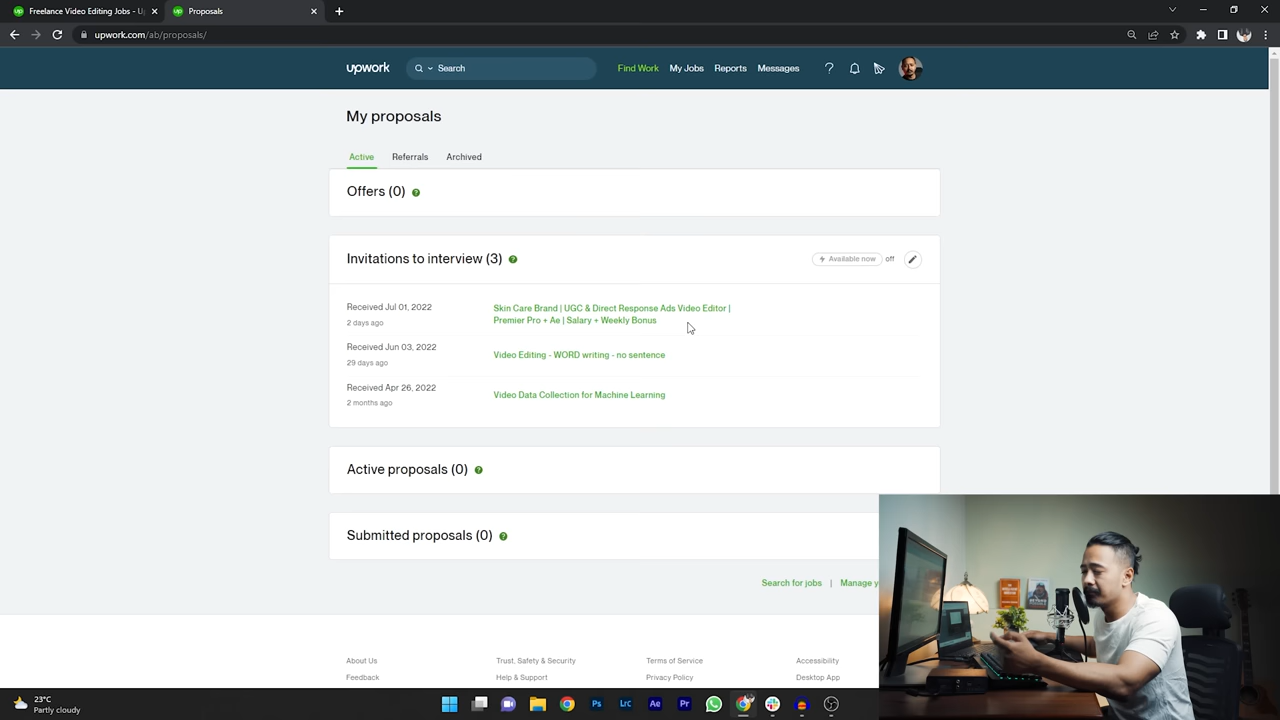 Freelance Video Editing Jobs - U
Proposals
upwork.com/ab/proposals/
upwork
Search
Find Work
My Jobs
Reports
Messages
My proposals
Active
Referrals
Archived
Offers (0)
Invitations to interview (3)
Available now
off
Received Jul 01, 2022
2 days ago
Skin Care Brand | UGC & Direct Response Ads Video Editor |
Premier Pro + Ae | Salary + Weekly Bonus
Received Jun 03, 2022
29 days ago
Video Editing - WORD writing - no sentence
Received Apr 26, 2022
2 months ago
Video Data Collection for Machine Learning
Active proposals (0)
Submitted proposals (0)
Search for jobs | Manage y
About Us
Trust, Safety & Security
Terms of Service
Accessibility
Feedback
Help & Support
Privacy Policy
Desktop App
23°C
Partly cloudy
Ps
Lrc
Ae
Pr